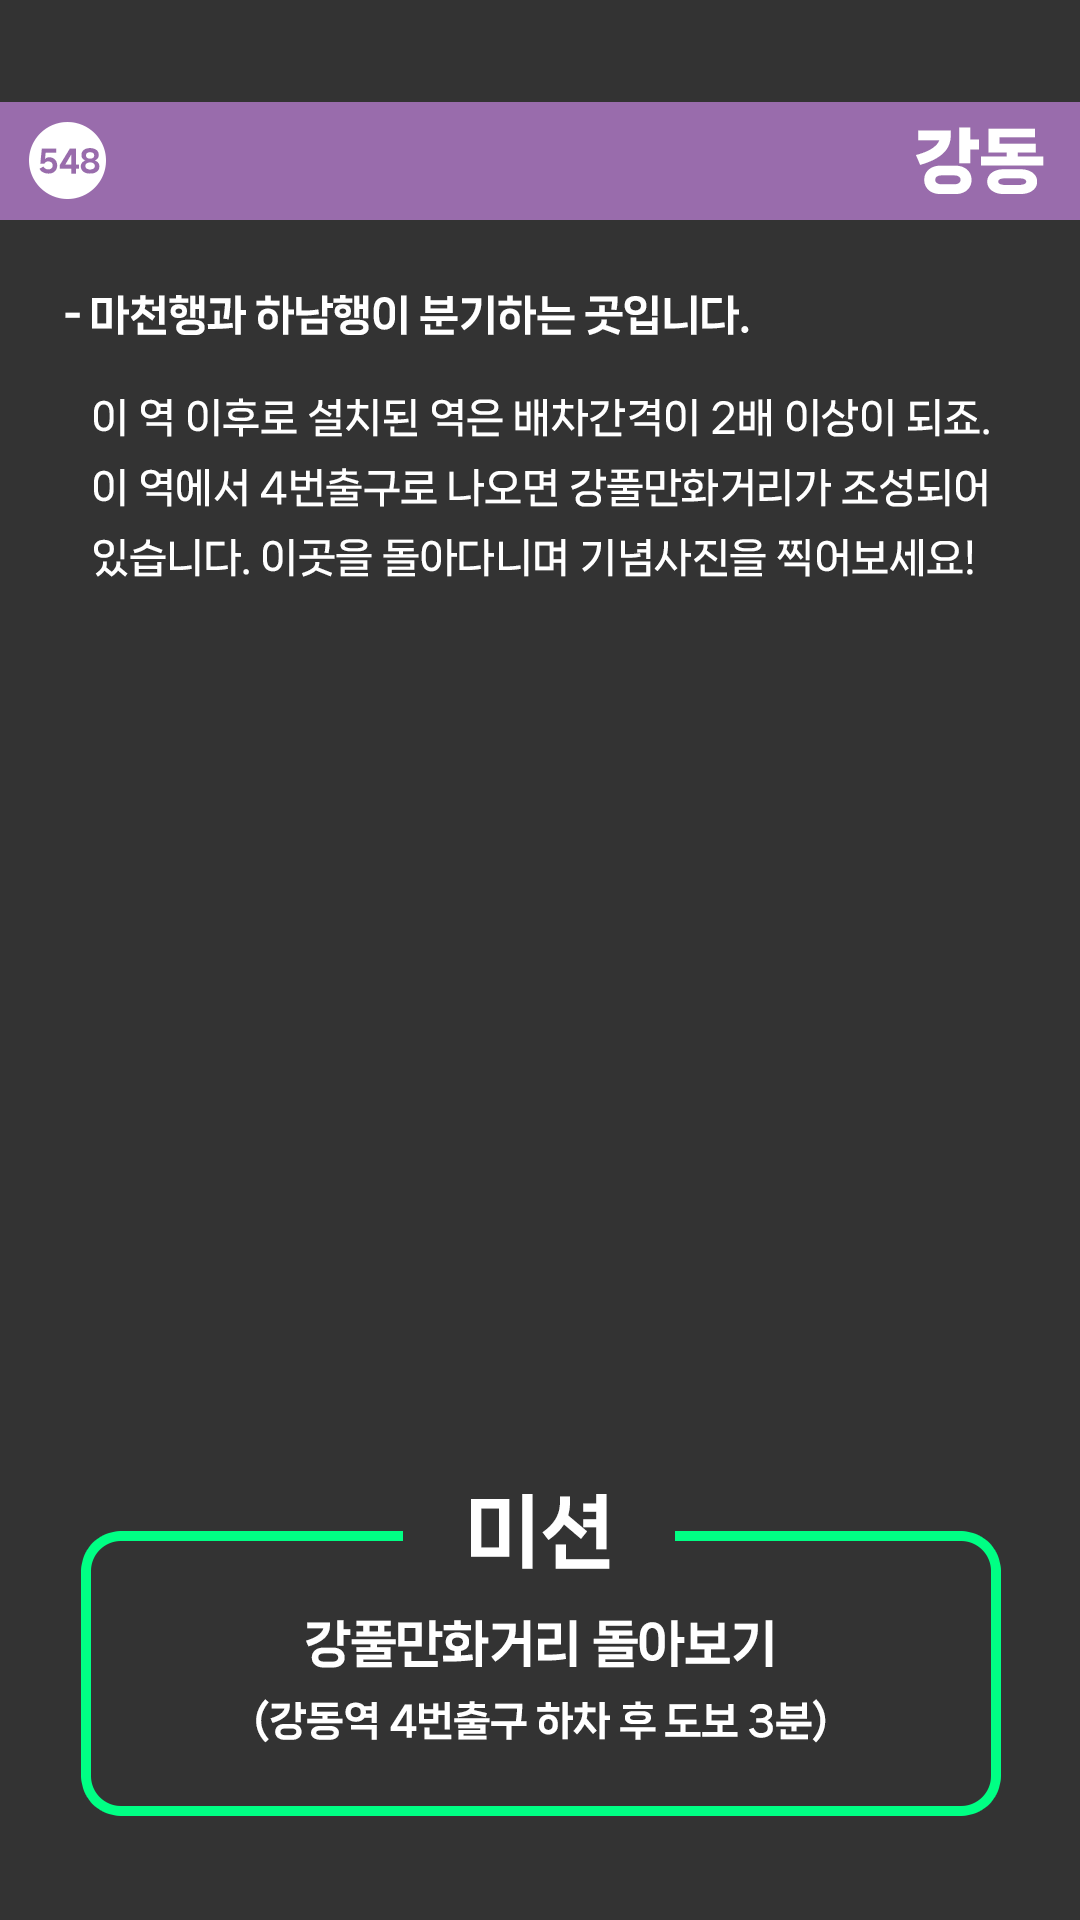 548
강동
- 마천행과 하남행이 분기하는 곳입니다.
이 역 이후로 설치된 역은 배차간격이 2배 이상이 되죠.
이 역에서 4번출구로 나오면 강풀만화거리가 조성되어
있습니다. 이곳을 돌아다니며 기념사진을 찍어보세요!
미션
강풀만화거리 돌아보기
(강동역 4번출구 하차 후 도보 3분)